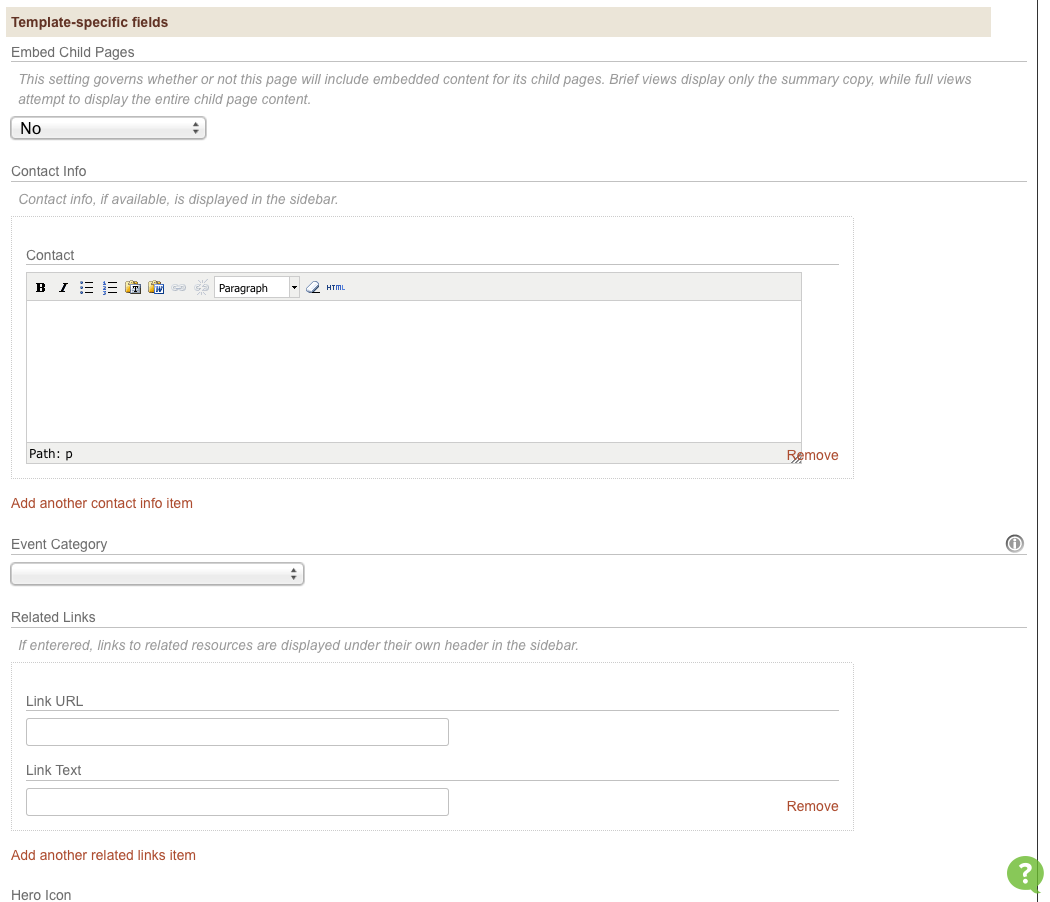 Template-specific fields
Embed Child Pages
This setting governs whether or not this page will include embedded content for its child pages. Brief views display only the summary copy, while full views
attempt to display the entire child page content.
No
Contact Info
Contact info, if available, is displayed in the sidebar.
Contact
B I T W Paragraph HTML
Path: p
Remove
Add another contact info item
Event Category
Related Links
If enterered, links to related resources are displayed under their own header in the sidebar.
Link URL
Link Text
Remove
Add another related links item
?
Hero Icon